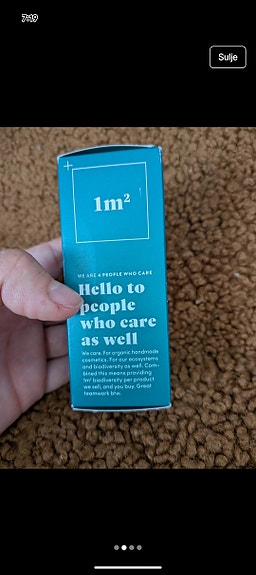 7:19
Sulje
1m²
WE ARE 4 PEOPLE WHO CARE
Hello to
people
who care
as well
We care. For organic handmade
cosmetics. For our ecosystems
and biodiversity as well. Com-
bined this means providing
1m² biodiversity per product
we sell, and you buy. Great
teamwork btw.